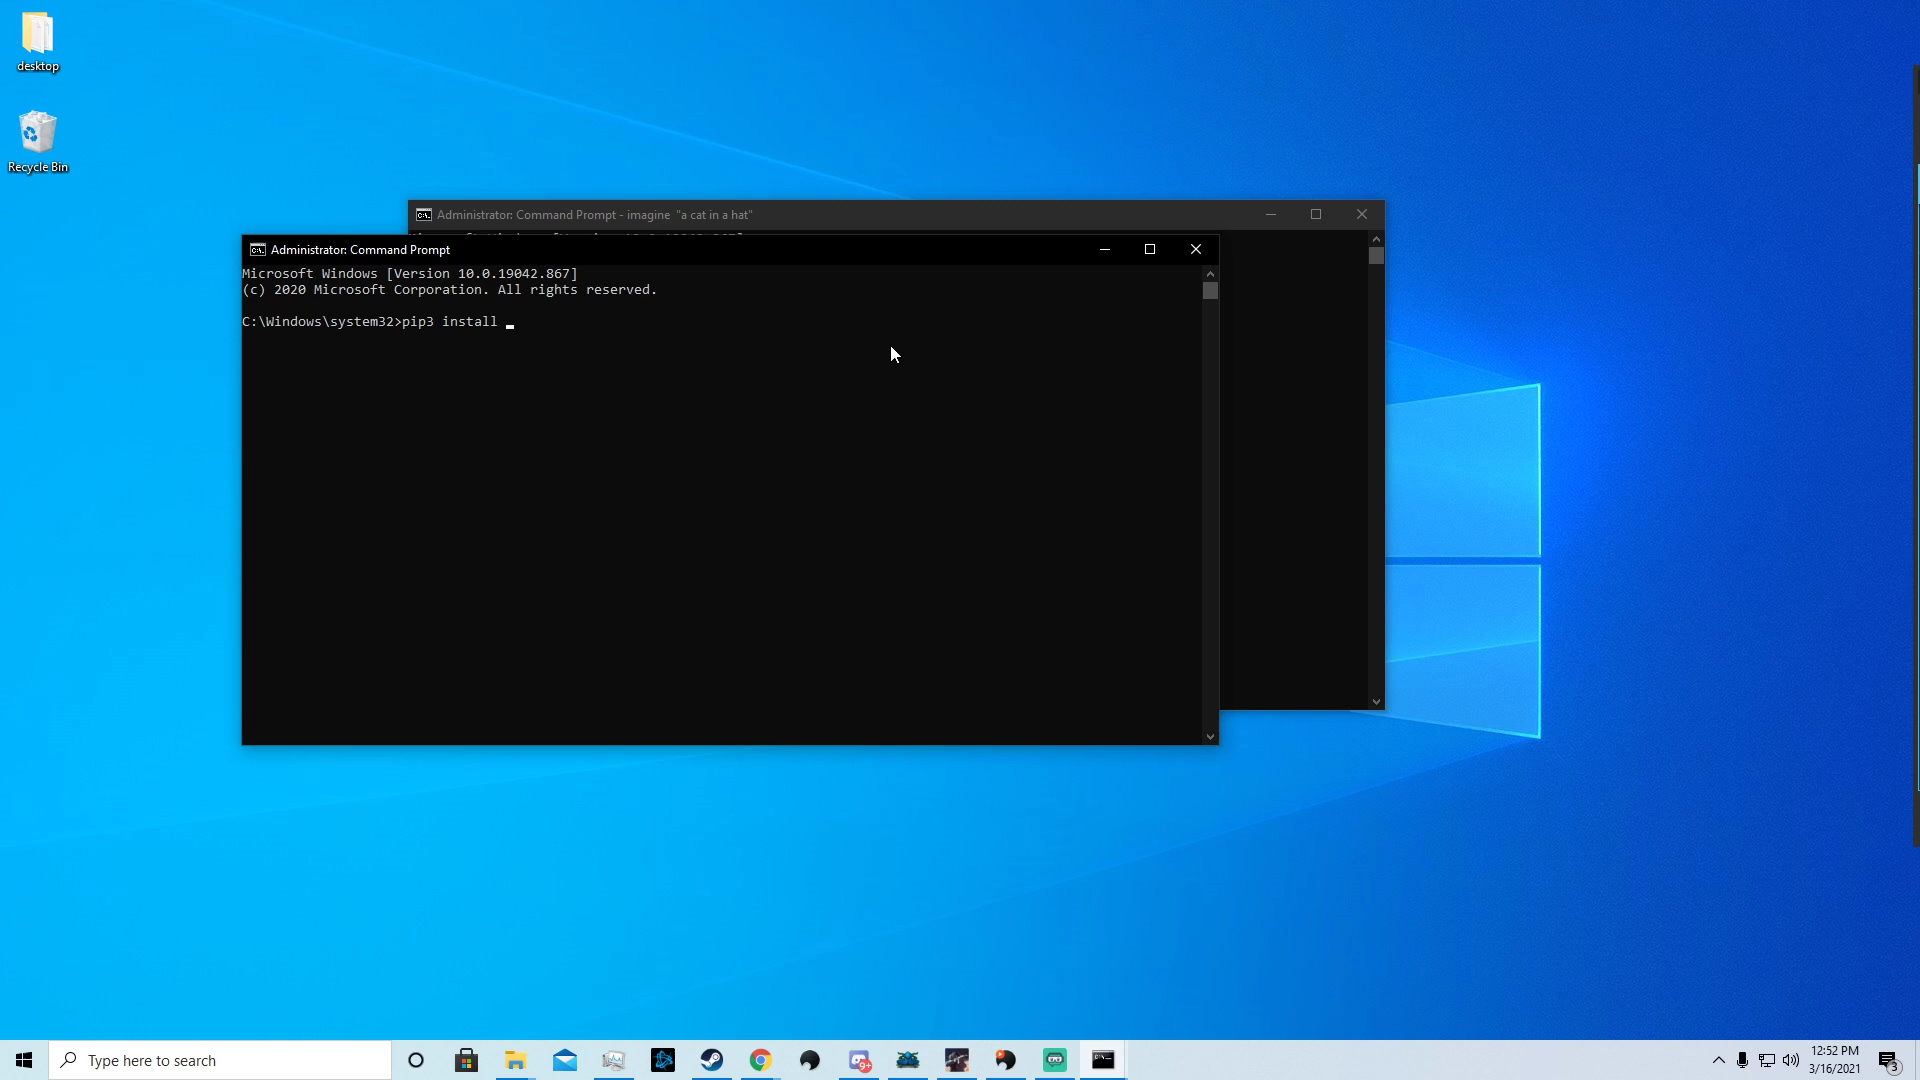 desktop
Recycle Bin
Administrator: Command Prompt - imagine "a cat in a hat"
Administrator: Command Prompt
Microsoft Windows [Version 10.0.19042.867]
(c) 2020 Microsoft Corporation. All rights reserved.
C:\Windows\system32>pip3 install
Type here to search
9+
12:52 PM
3/16/2021
3